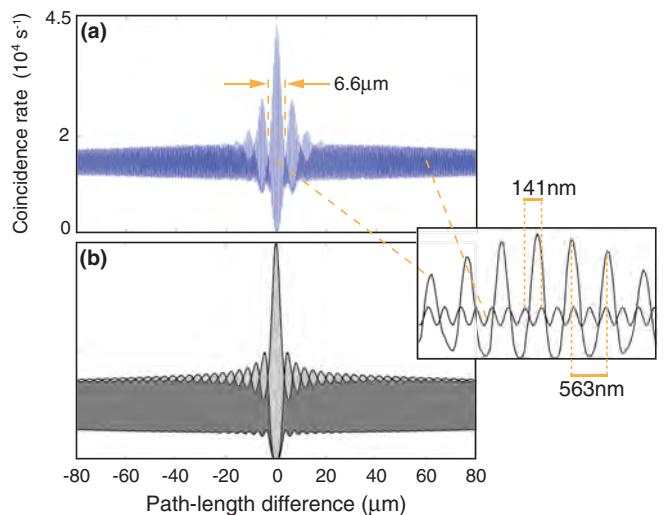 4.5
(a)
6.6µm
2
0
Coincidence rate (10⁴ s⁻¹)
141nm
(b)
563nm
-80 -60 -40 -20 0 20 40 60 80
Path-length difference (µm)